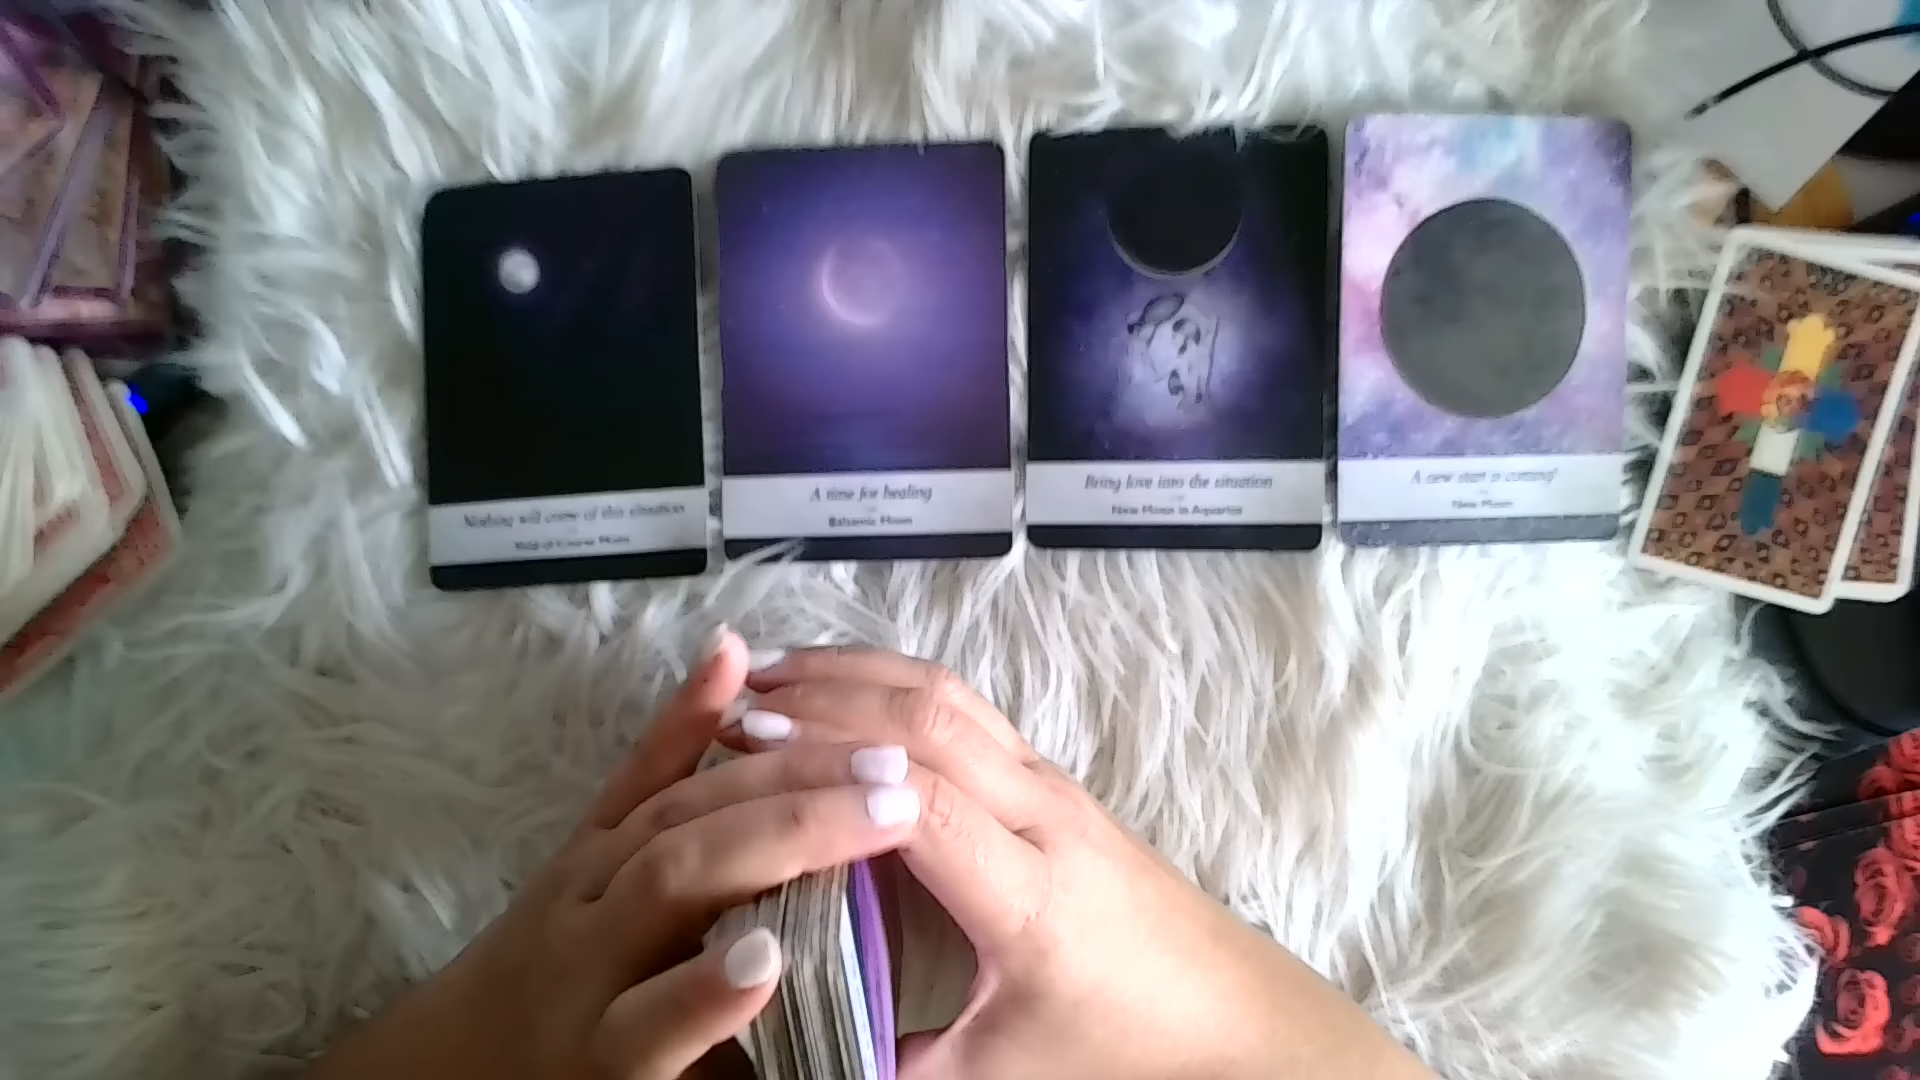 Nothing will come of this situation
Void of Course Moon
A time for healing
Balsamic Moon
Bring love into the situation
New Moon in Aquarius
A new start is coming!
New Moon